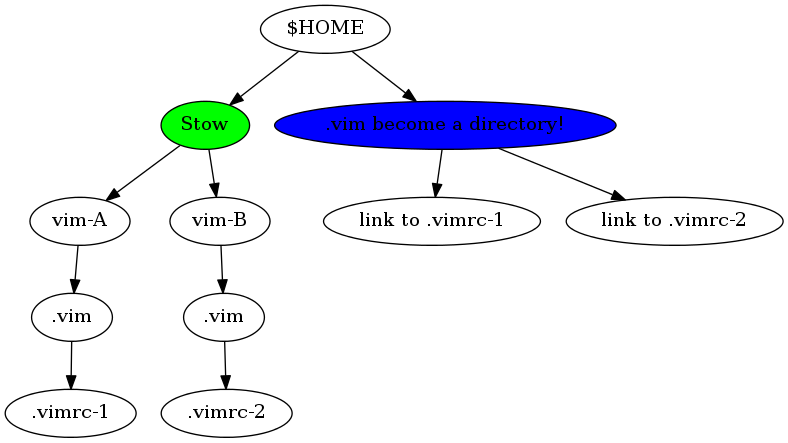 $HOME
Stow
.vim become a directory!
vim-A
vim-B
link to .vimrc-1
link to .vimrc-2
.vim
.vim
.vimrc-1
.vimrc-2